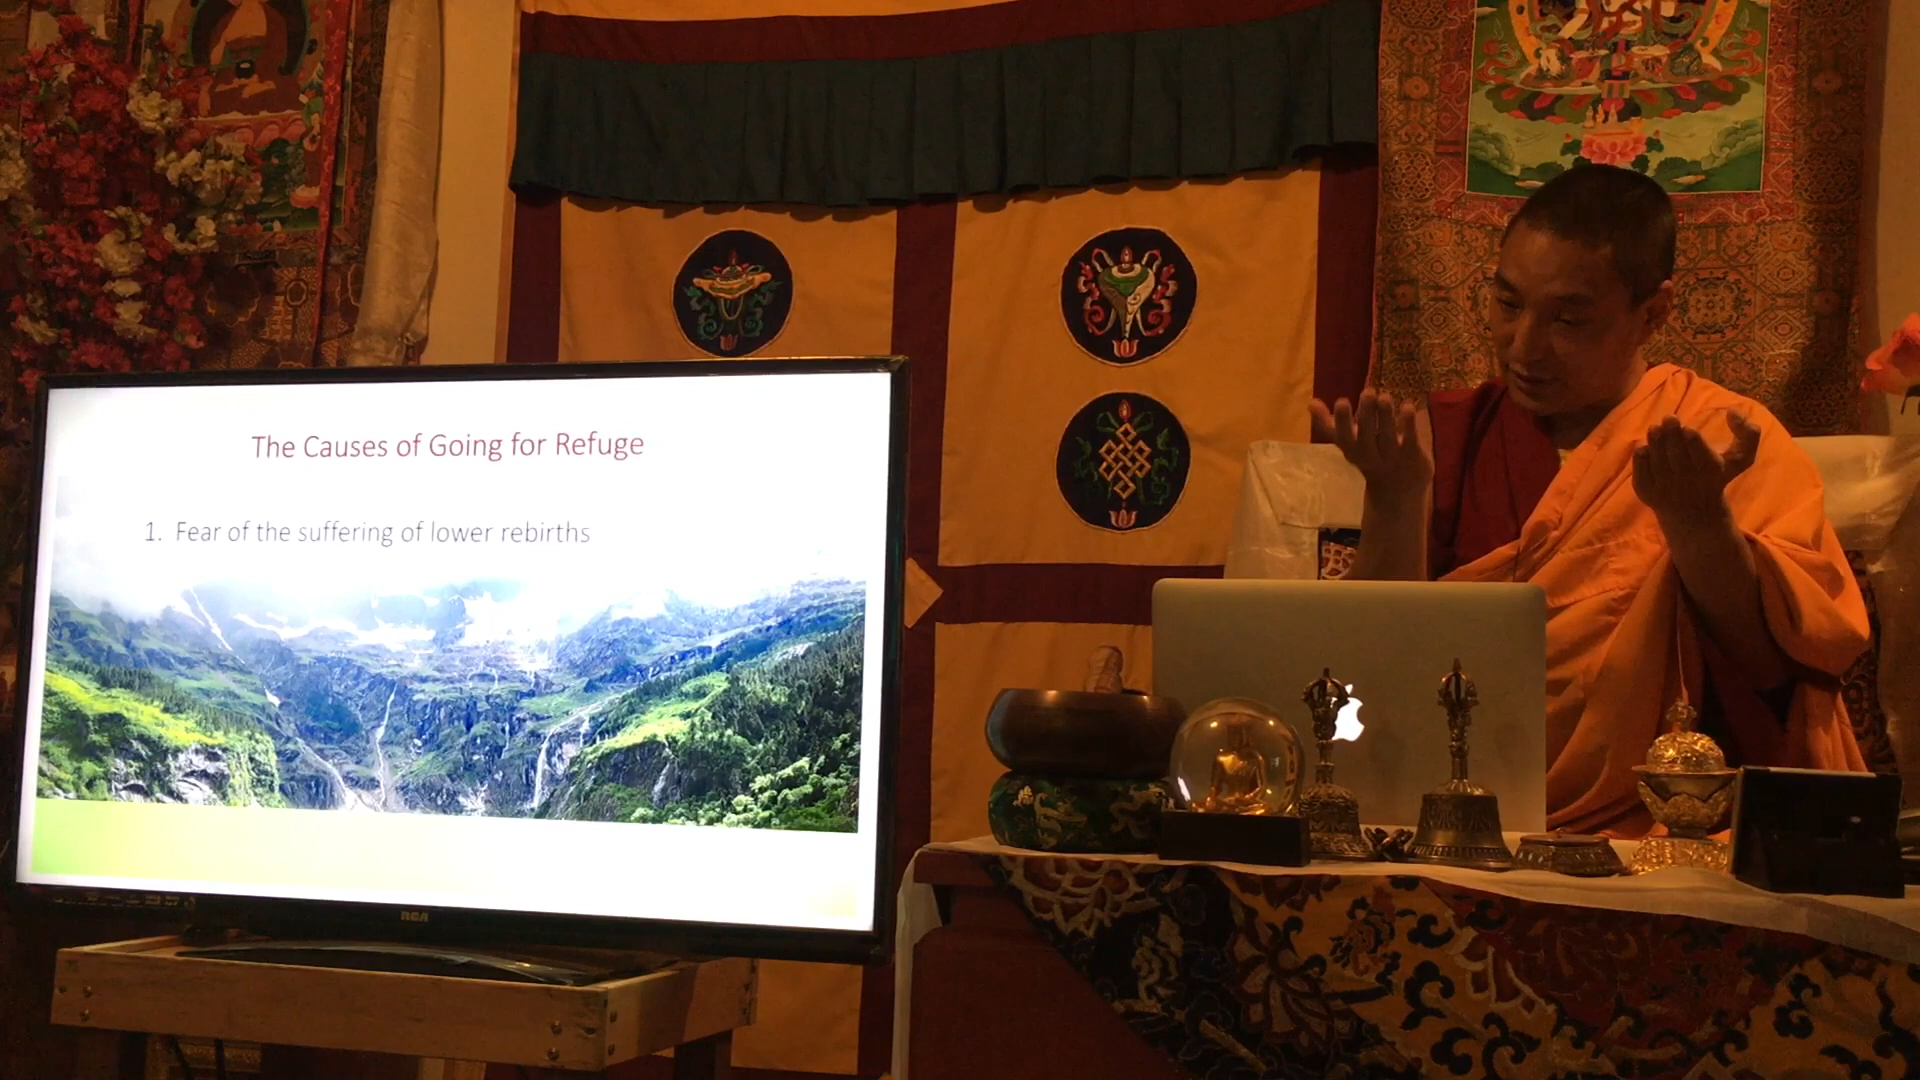 The Causes of Going for Refuge
1. Fear of the suffering of lower rebirths
RCA